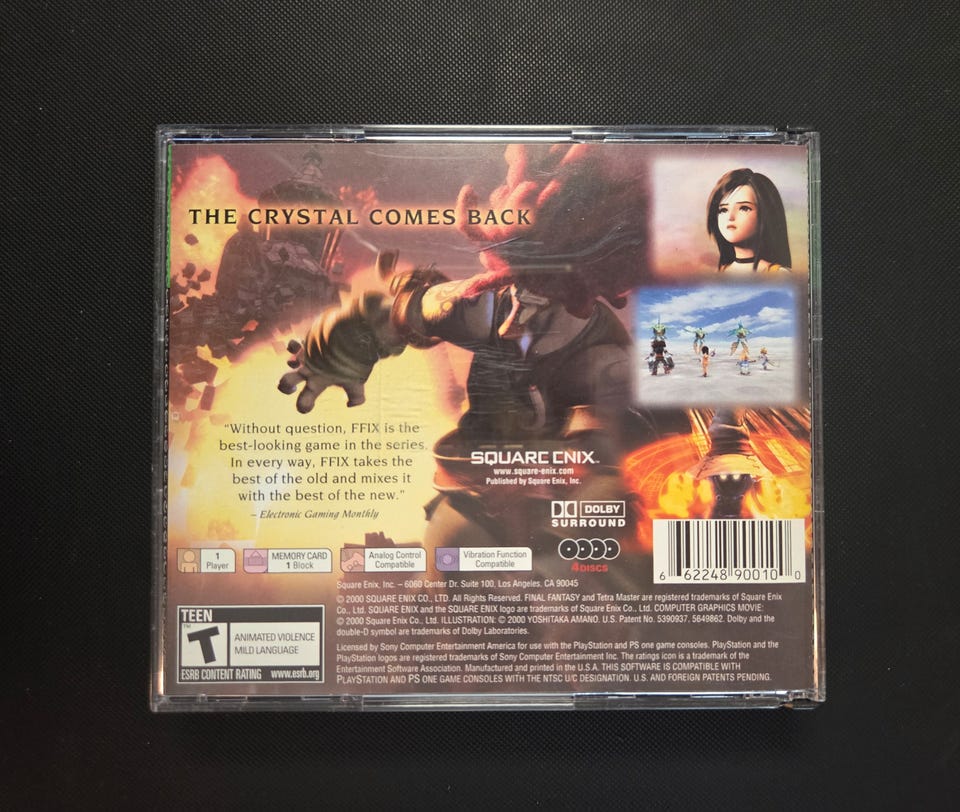 THE CRYSTAL COMES BACK
"Without question, FFIX is the
best-looking game in the series.
In every way, FFIX takes the
best of the old and mixes it
with the best of the new."
– Electronic Gaming Monthly
SQUARE ENIX™
www.square-enix.com
Published by Square Enix, Inc.
DOLBY
SURROUND
4 DISCS
6 62248 90010 0
1
Player
MEMORY CARD
1 Block
Analog Control
Compatible
Vibration Function
Compatible
Square Enix, Inc. – 6060 Center Dr. Suite 100, Los Angeles, CA 90045
© 2000 SQUARE ENIX CO., LTD. All Rights Reserved. FINAL FANTASY and Tetra Master are registered trademarks of Square Enix
Co., Ltd. SQUARE ENIX and the SQUARE ENIX logo are trademarks of Square Enix Co., Ltd. COMPUTER GRAPHICS MOVIE:
© 2000 Square Enix Co., Ltd. ILLUSTRATION: © 2000 YOSHITAKA AMANO. U.S. Patent No. 5390937, 5649862. Dolby and the
double-D symbol are trademarks of Dolby Laboratories.
Licensed by Sony Computer Entertainment America for use with the PlayStation and PS one game consoles. PlayStation and the
PlayStation logos are registered trademarks of Sony Computer Entertainment Inc. The ratings icon is a trademark of the
Entertainment Software Association. Manufactured and printed in the U.S.A. THIS SOFTWARE IS COMPATIBLE WITH
PLAYSTATION AND PS ONE GAME CONSOLES WITH THE NTSC U/C DESIGNATION. U.S. AND FOREIGN PATENTS PENDING.
TEEN
T™
ANIMATED VIOLENCE
MILD LANGUAGE
ESRB CONTENT RATING www.esrb.org